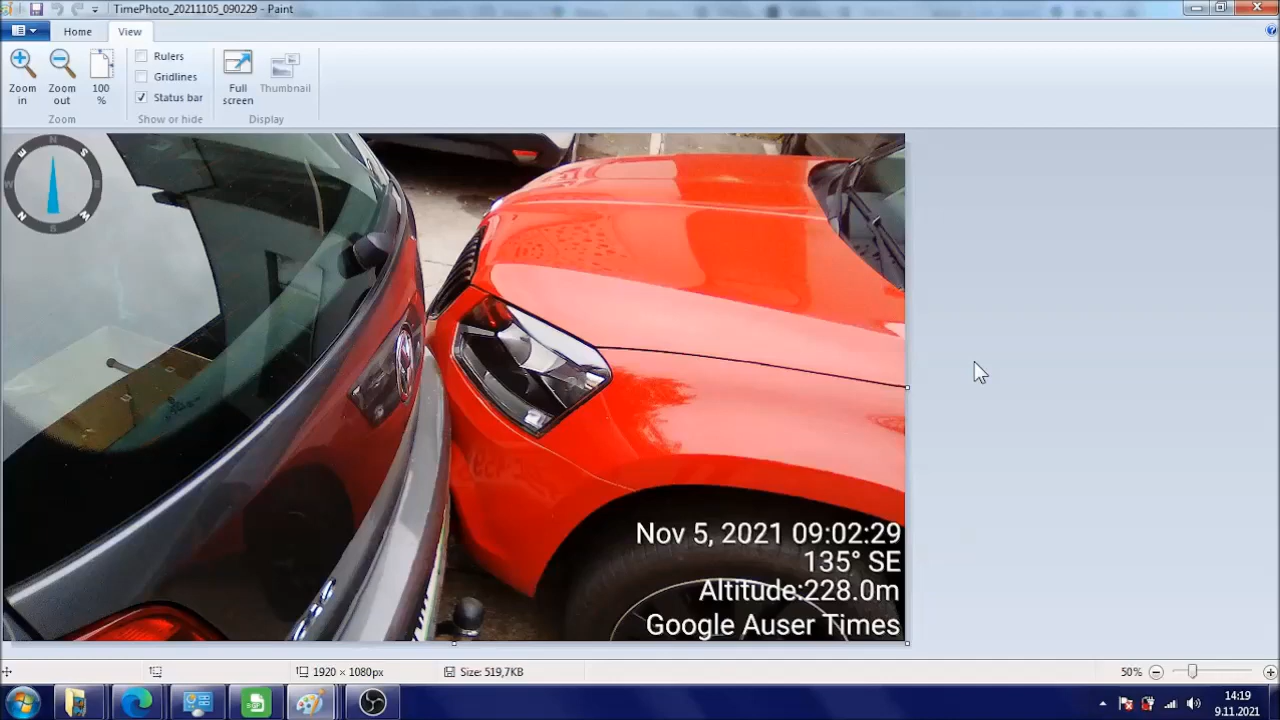 TimePhoto_20211105_090229 - Paint
Home
View
Zoom in
Zoom out
100 %
Rulers
Gridlines
Status bar
Full screen
Thumbnail
Zoom
Show or hide
Display
N
Nov 5, 2021 09:02:29
135° SE
Altitude:228.0m
Google Auser Times
1920 × 1080px
Size: 519,7KB
50%
14:19
9.11.2021